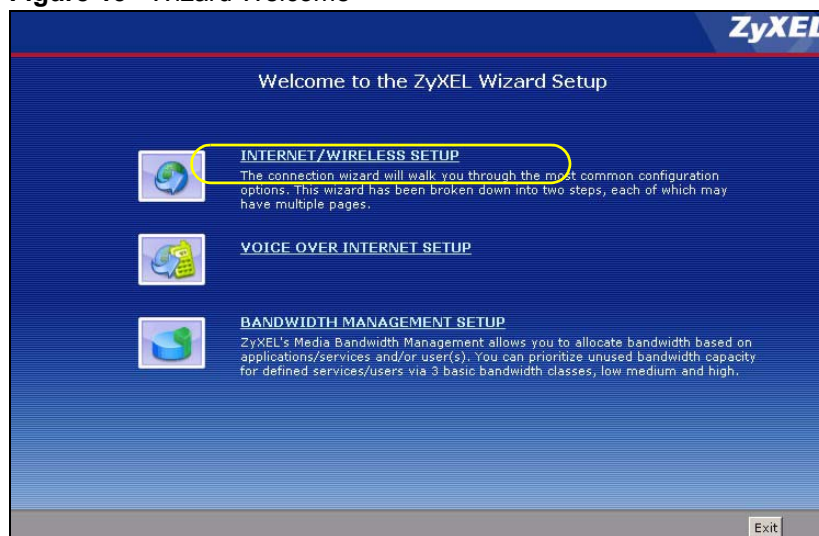 ZyXEL
Welcome to the ZyXEL Wizard Setup
INTERNET/WIRELESS SETUP
The connection wizard will walk you through the most common configuration
options. This wizard has been broken down into two steps, each of which may
have multiple pages.
VOICE OVER INTERNET SETUP
BANDWIDTH MANAGEMENT SETUP
ZyXEL's Media Bandwidth Management allows you to allocate bandwidth based on
applications/services and/or user(s). You can prioritize unused bandwidth capacity
for defined services/users via 3 basic bandwidth classes, low medium and high.
Exit